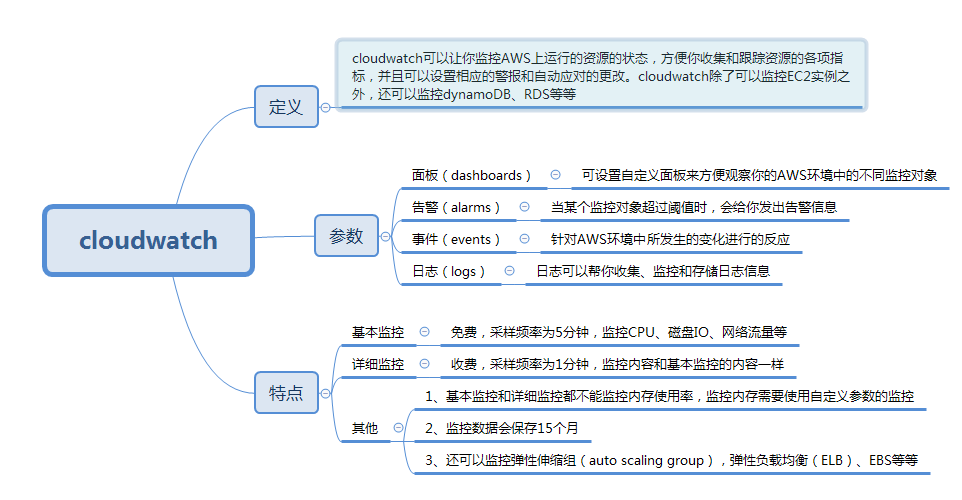 cloudwatch
定义
cloudwatch可以让你监控AWS上运行的资源的状态，方便你收集和跟踪资源的各项指
标，并且可以设置相应的警报和自动应对的更改。cloudwatch除了可以监控EC2实例之
外，还可以监控dynamoDB、RDS等等
参数
面板（dashboards）
可设置自定义面板来方便观察你的AWS环境中的不同监控对象
告警（alarms）
当某个监控对象超过阈值时，会给你发出告警信息
事件（events）
针对AWS环境中所发生的变化进行的反应
日志（logs）
日志可以帮你收集、监控和存储日志信息
特点
基本监控
免费，采样频率为5分钟，监控CPU、磁盘IO、网络流量等
详细监控
收费，采样频率为1分钟，监控内容和基本监控的内容一样
其他
1、基本监控和详细监控都不能监控内存使用率，监控内存需要使用自定义参数的监控
2、监控数据会保存15个月
3、还可以监控弹性伸缩组（auto scaling group），弹性负载均衡（ELB）、EBS等等